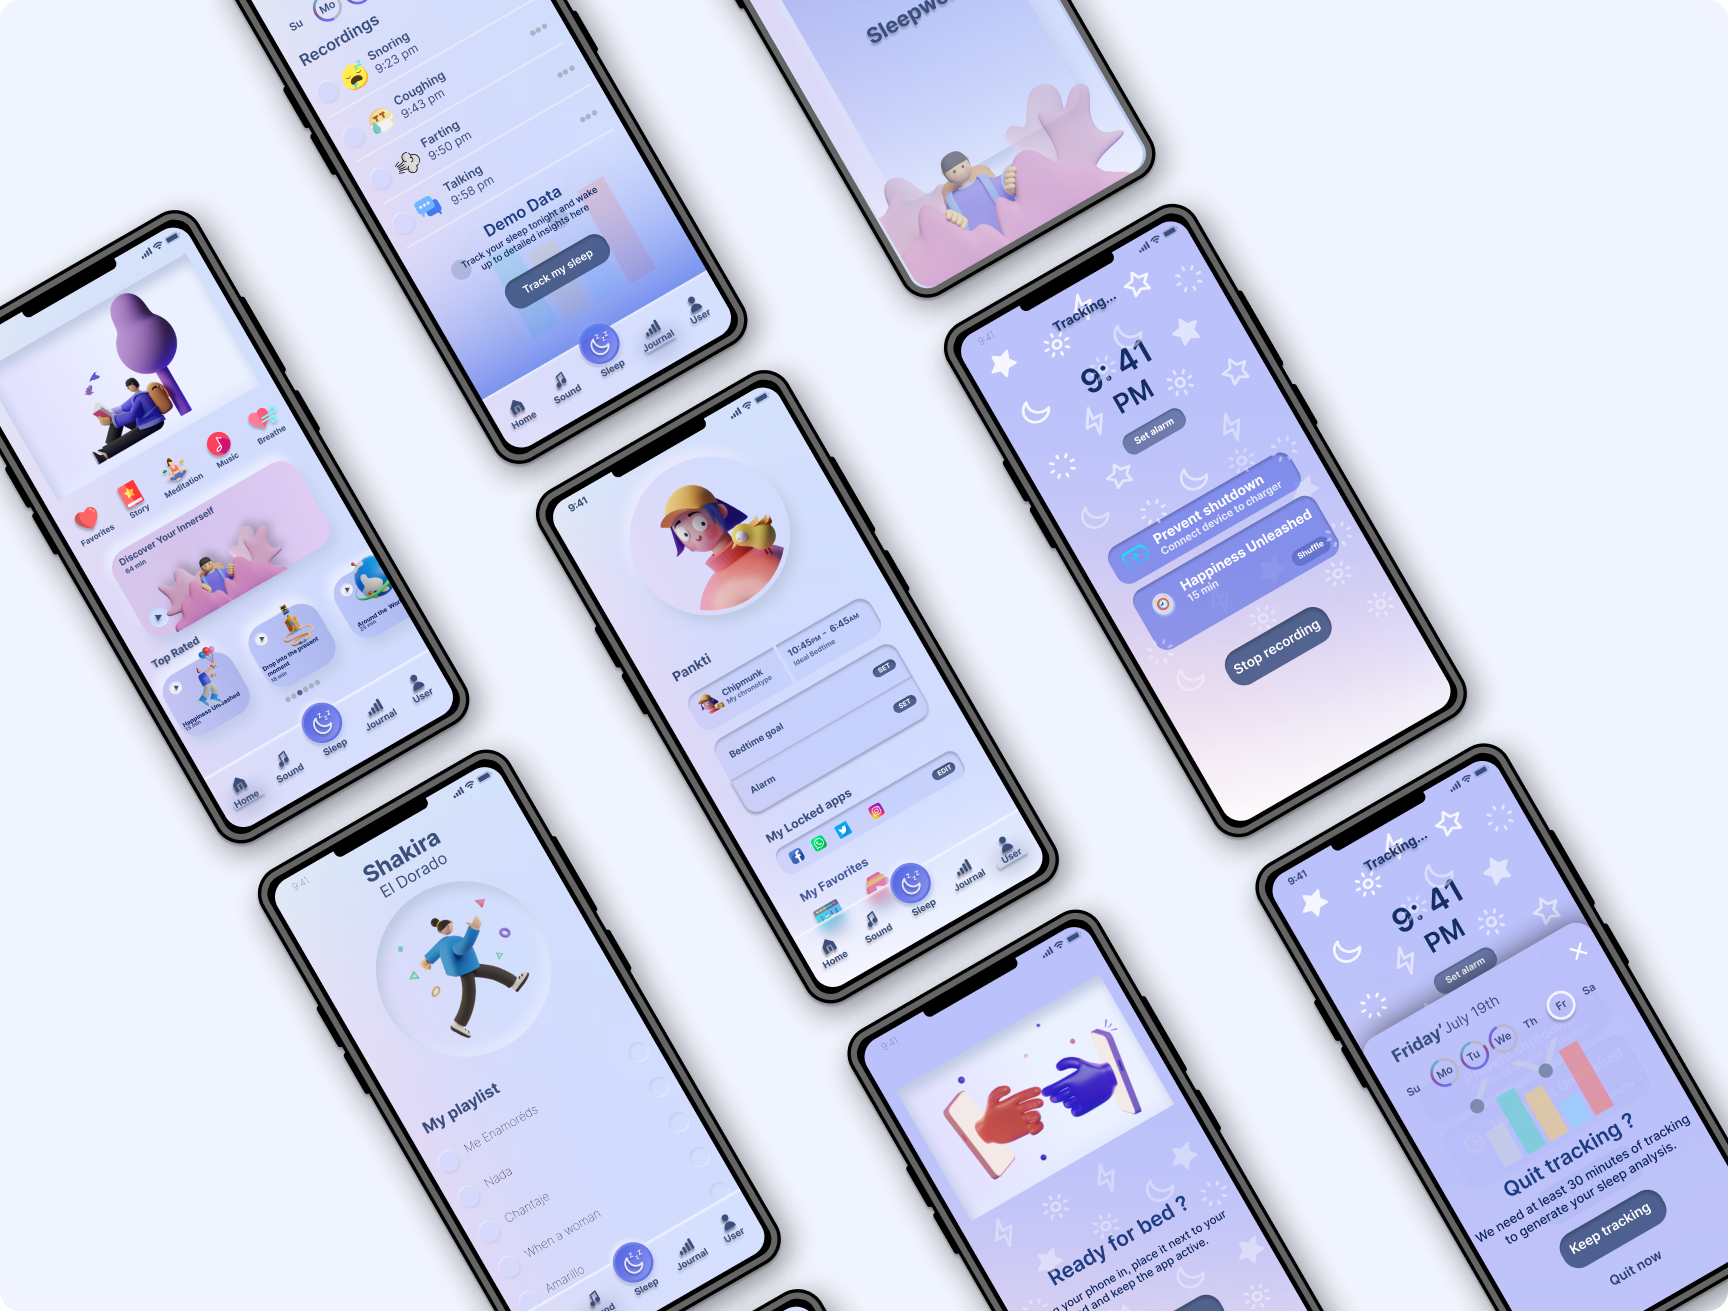 Su
Mo
Recordings
Snoring
9:23 pm
Coughing
9:43 pm
Farting
9:50 pm
Talking
9:58 pm
Demo Data
Track your sleep tonight and wake
up to detailed insights here
Track my sleep
Home
Sound
Sleep
Journal
User
Favorites
Story
Meditation
Music
Breathe
Discover Your Innerself
64 min
Top Rated
Happiness Unleashed
15 min
Drop into the present
moment
Around the
Home
Sound
Sleep
Journal
User
9:41
Pankti
Chipmunk
My chronotype
10:45PM - 6:45AM
Ideal Bedtime
Bedtime goal
SET
Alarm
SET
My Locked apps
EDIT
My Favorites
Home
Sound
Sleep
Journal
User
9:41
Tracking...
9:41
PM
Set alarm
Prevent shutdown
Connect device to charger
Happiness Unleashed
15 min
Shuffle
Stop recording
9:41
Shakira
El Dorado
My playlist
Me Enamoréds
Nada
Chantaje
When a woman
Amarillo
Sleep
Journal
User
9:41
Ready for bed ?
your phone in, place it next to your
and keep the app active.
9:41
Tracking...
9:41
PM
Set alarm
Friday' July 19th
Su
Mo
Tu
We
Th
Fr
Sa
Quit tracking ?
We need at least 30 minutes of tracking
to generate your sleep analysis.
Keep tracking
Quit now